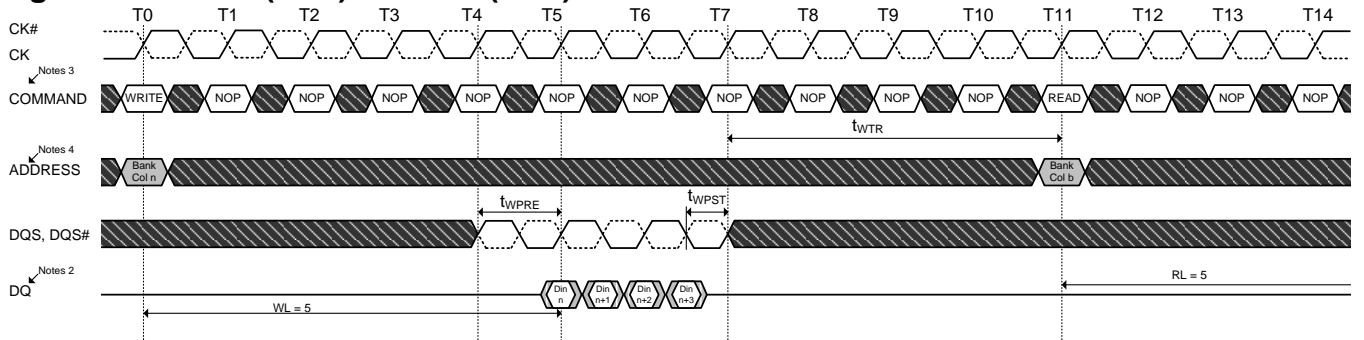 T0 T1 T2 T3 T4 T5 T6 T7 T8 T9 T10 T11 T12 T13 T14
CK#
CK
Notes 3
COMMAND WRITE NOP NOP NOP NOP NOP NOP NOP NOP NOP NOP READ NOP NOP NOP
tWTR
Notes 4
ADDRESS
Bank
Col n
Bank
Col b
tWPRE
tWPST
DQS, DQS#
Notes 2
DQ
Din
n
Din
n+1
Din
n+2
Din
n+3
RL = 5
WL = 5